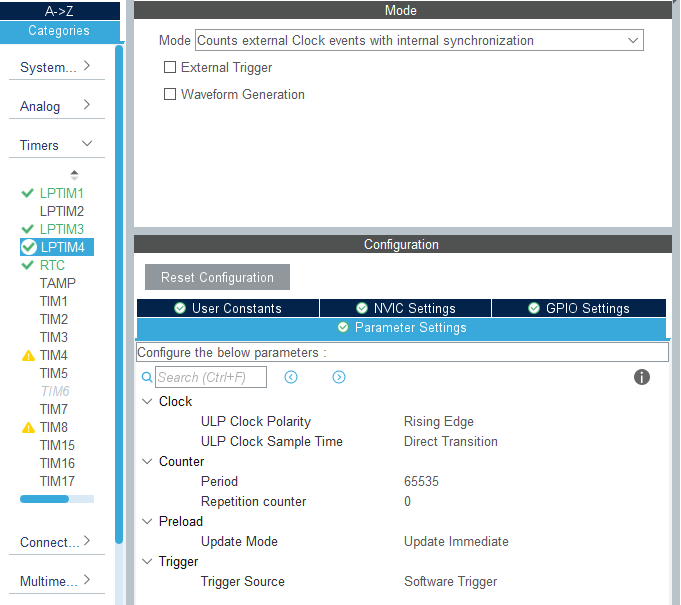 A->Z
Categories
System...
Analog
Timers
LPTIM1
LPTIM2
LPTIM3
LPTIM4
RTC
TAMP
TIM1
TIM2
TIM3
TIM4
TIM5
TIM6
TIM7
TIM8
TIM15
TIM16
TIM17
Connect...
Multime...
Mode
Mode Counts external Clock events with internal synchronization
External Trigger
Waveform Generation
Configuration
Reset Configuration
User Constants NVIC Settings GPIO Settings
Parameter Settings
Configure the below parameters :
Search (Ctrl+F)
Clock
ULP Clock Polarity Rising Edge
ULP Clock Sample Time Direct Transition
Counter
Period 65535
Repetition counter 0
Preload
Update Mode Update Immediate
Trigger
Trigger Source Software Trigger